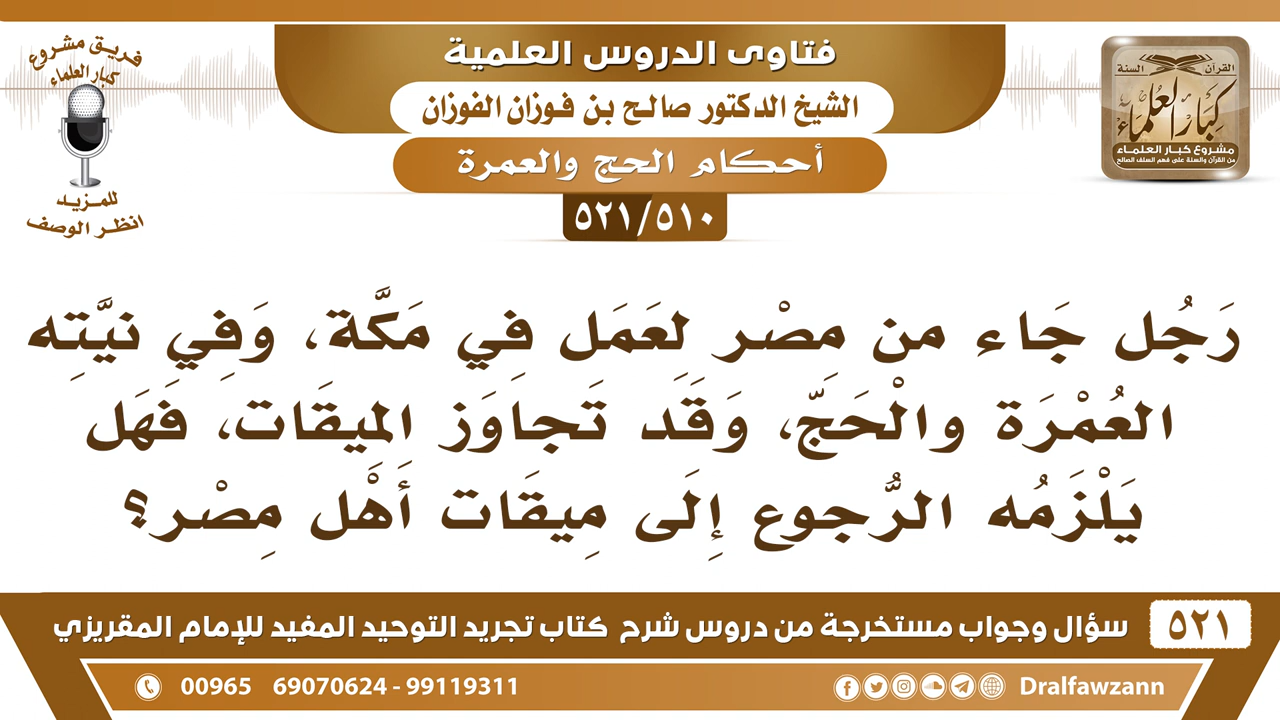 فتاوى الدروس العلمية
الشيخ الدكتور صالح بن فوزان الفوزان
أحكام الحج والعمرة
٥٢١/٥١٠
فريق مشروع
كبار العلماء
للمزيد
انظر الوصف
القرآن السنة
كبار العلماء
مشروع كبار العلماء
من القرآن والسنة على فهم السلف الصالح
رَجُل جَاء من مصْر لعَمَل فِي مَكَّة، وَفِي نيَّتِه
العُمْرَة والْحَجّ، وَقَد تَجاوَز الميقَات، فَهَل
يَلْزَمُه الرُّجوع إِلَى مِيقَات أَهْل مِصْر؟
سؤال وجواب مستخرجة من دروس شرح كتاب تجريد التوحيد المفيد للإمام المقريزي
٥٢١
00965 69070624 - 99119311
Dralfawzann